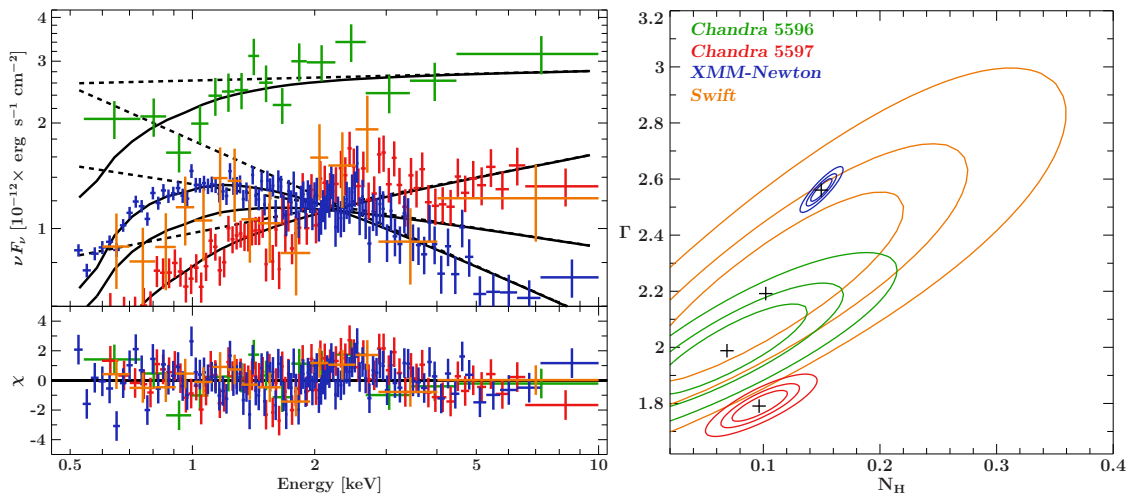 4
3
2
1
νFν [10⁻¹²× erg s⁻¹ cm⁻²]
4
2
0
-2
-4
χ
0.5
1
2
5
10
Energy [keV]
3.2
3
2.8
2.6
2.4
2.2
2
1.8
Γ
Chandra 5596
Chandra 5597
XMM-Newton
Swift
0.1
0.2
0.3
0.4
N_H